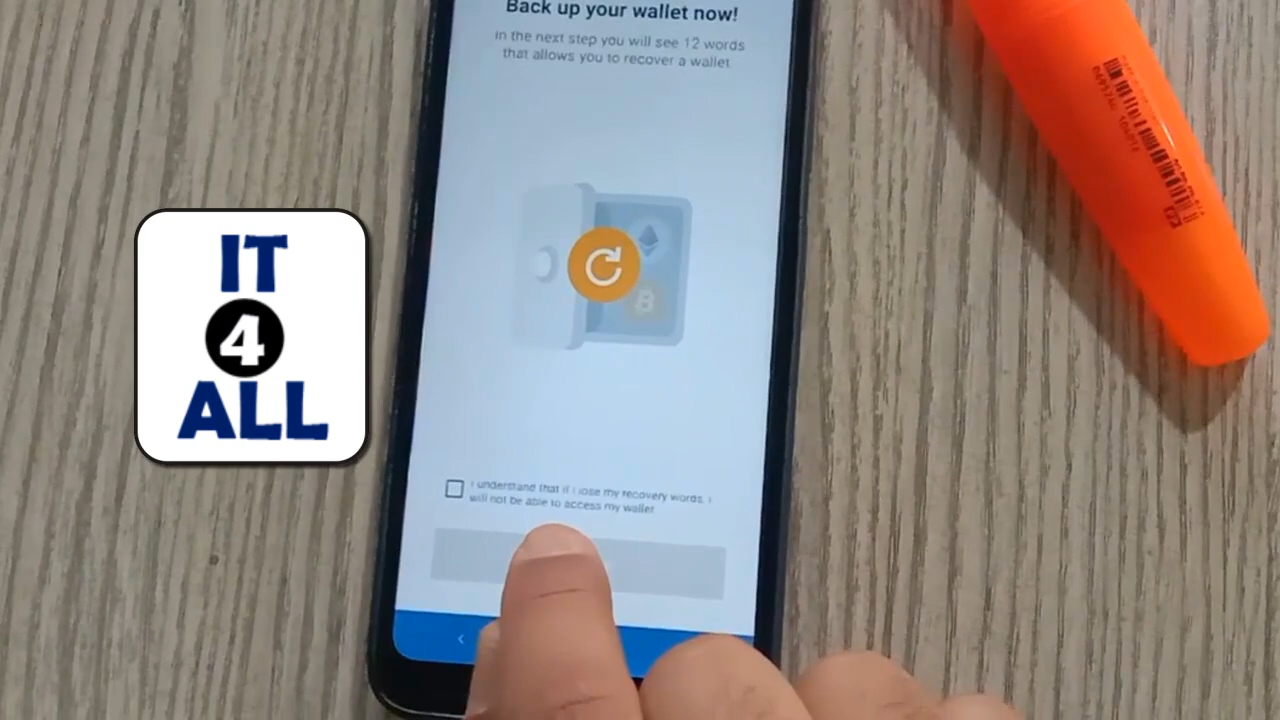 Back up your wallet now!
In the next step you will see 12 words
that allows you to recover a wallet
IT
4
ALL
I understand that if I lose my recovery words, I
will not be able to access my wallet